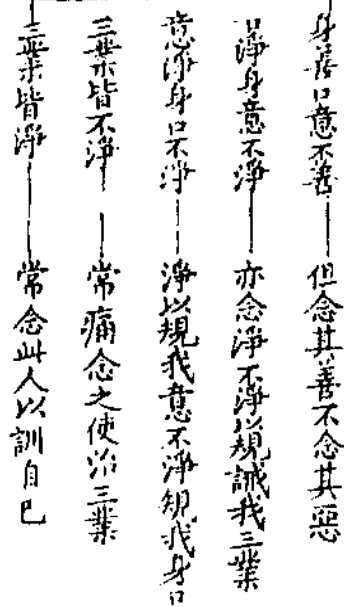 身善口意不善——但念其善不念其惡
口淨身意不淨——亦念淨不淨以規誡我三業
意淨身口不淨——淨以規我意不淨規我身口
三業皆不淨——常痛念之使治三業
三業皆淨——常念此人以訓自己